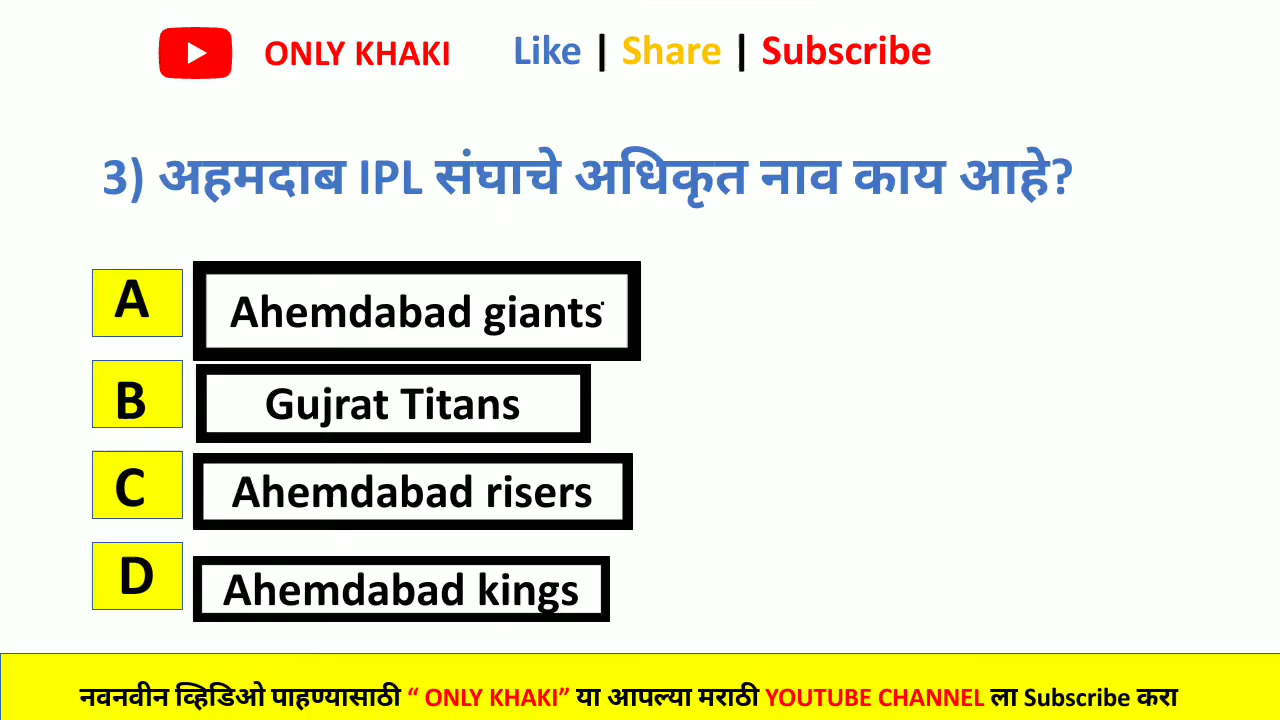 ONLY KHAKI Like | Share | Subscribe
3) अहमदाब IPL संघाचे अधिकृत नाव काय आहे?
A Ahemdabad giants
B Gujrat Titans
C Ahemdabad risers
D Ahemdabad kings
नवनवीन व्हिडिओ पाहण्यासाठी “ ONLY KHAKI” या आपल्या मराठी YOUTUBE CHANNEL ला Subscribe करा